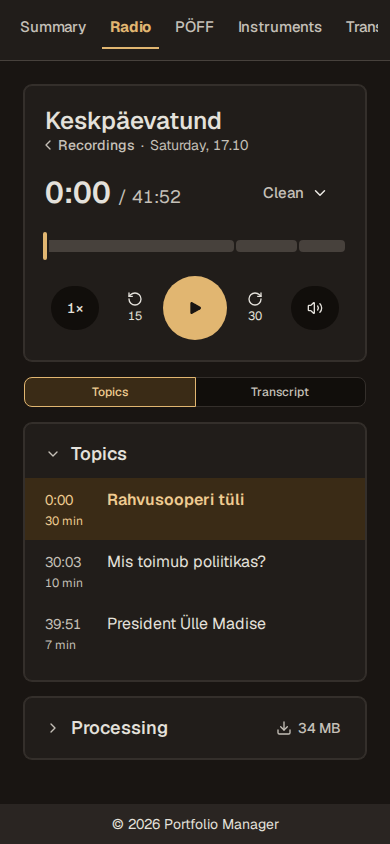 Summary Radio PÖFF Instruments Trans
Keskpäevatund
Recordings · Saturday, 17.10
0:00 / 41:52 Clean
1× 15 30
Topics Transcript
Topics
0:00 Rahvusooperi tüli
30 min
30:03 Mis toimub poliitikas?
10 min
39:51 President Ülle Madise
7 min
Processing 34 MB
© 2026 Portfolio Manager